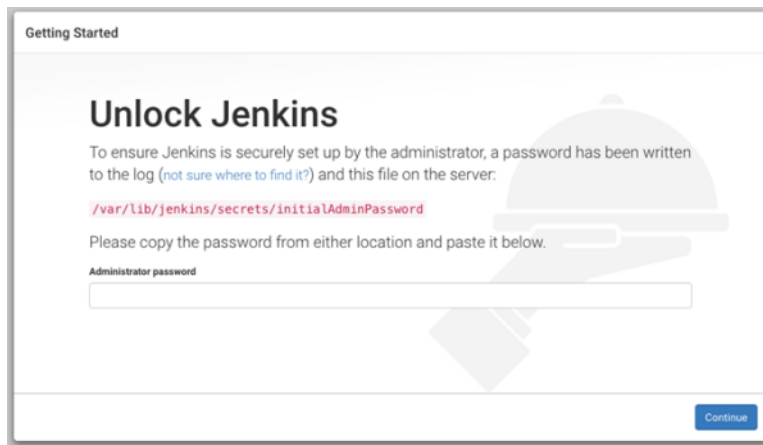 Getting Started
Unlock Jenkins
To ensure Jenkins is securely set up by the administrator, a password has been written
to the log (not sure where to find it?) and this file on the server:
/var/lib/jenkins/secrets/initialAdminPassword
Please copy the password from either location and paste it below.
Administrator password
Continue